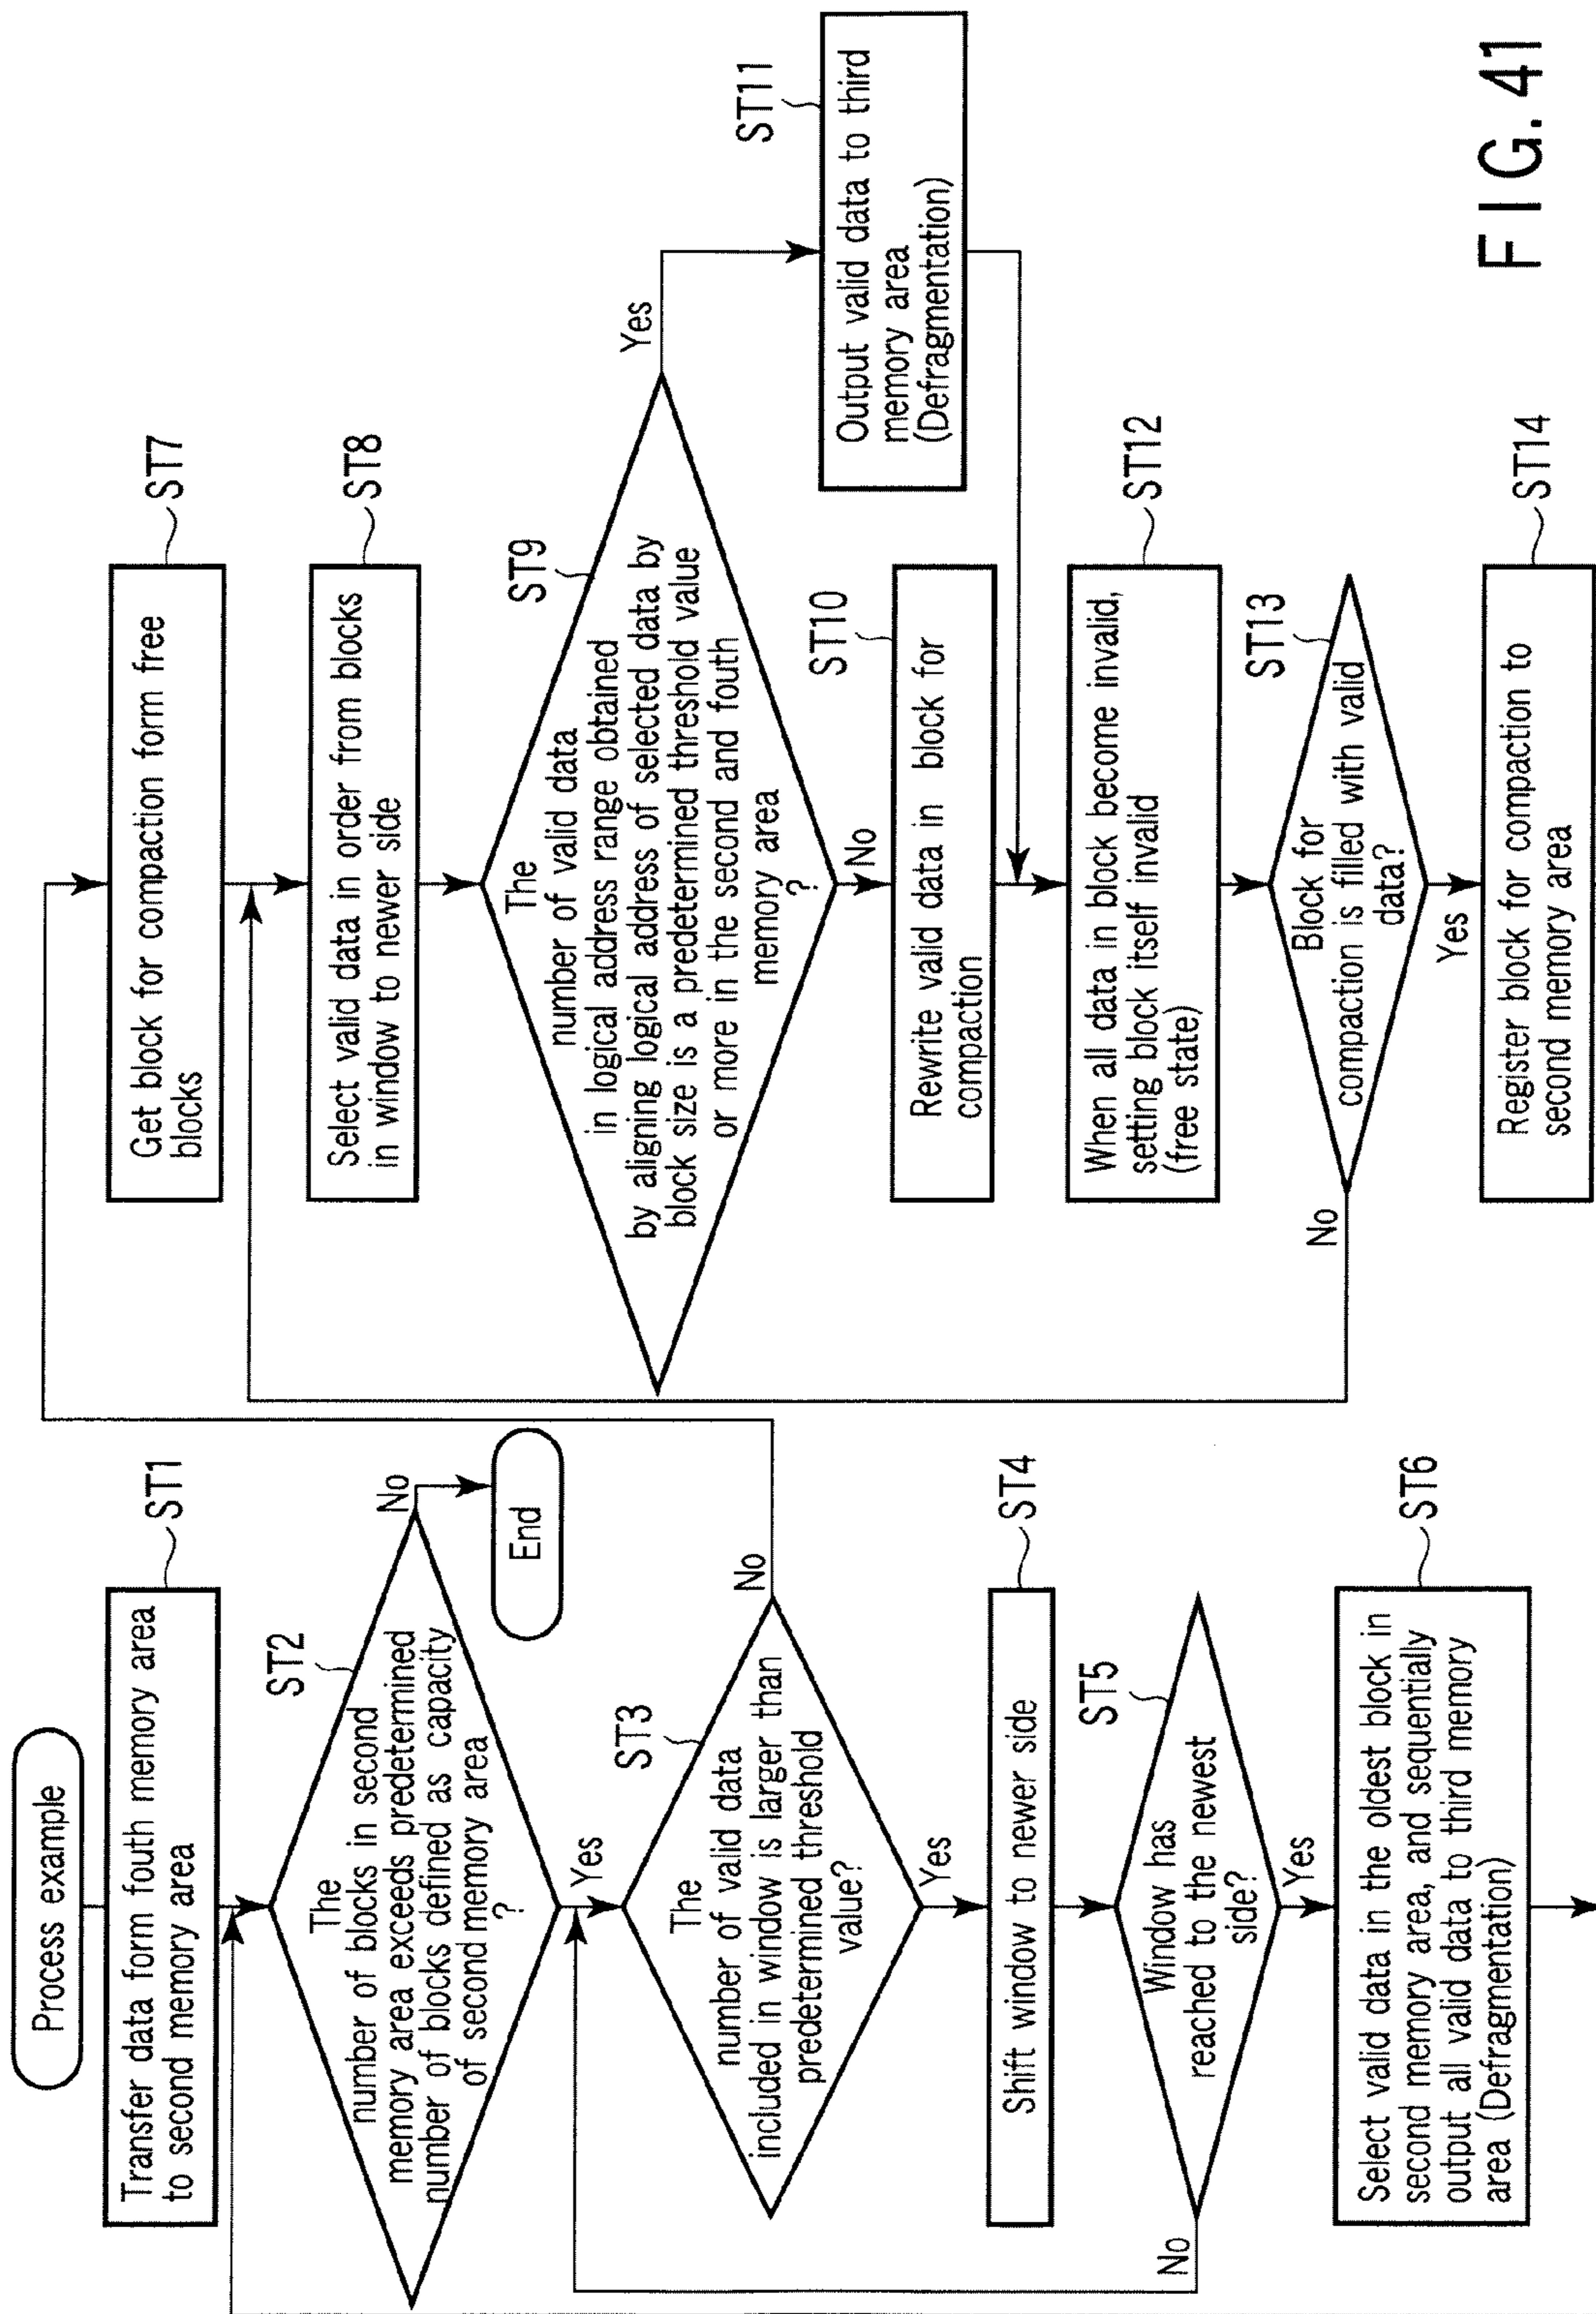 Process example
Transfer data form fouth memory area
to second memory area
ST1
ST2
The
number of blocks in second
memory area exceeds predetermined
number of blocks defined as capacity
of second memory area
?
No
End
Yes
ST3
The
number of valid data
included in window is larger than
predetermined threshold
value?
No
Yes
Shift window to newer side
ST4
ST5
Window has
reached to the newest
side?
No
Yes
Select valid data in the oldest block in
second memory area, and sequentially
output all valid data to third memory
area (Defragmentation)
ST6
Get block for compaction form free
blocks
ST7
Select valid data in order from blocks
in window to newer side
ST8
ST9
The
number of valid data
in logical address range obtained
by aligning logical address of selected data by
block size is a predetermined threshold value
or more in the second and fouth
memory area
?
Yes
No
ST10
Rewrite valid data in block for
compaction
ST11
Output valid data to third
memory area
(Defragmentation)
When all data in block become invalid,
setting block itself invalid
(free state)
ST12
ST13
Block for
compaction is filled with valid
data?
No
Yes
Register block for compaction to
second memory area
ST14
FIG. 41